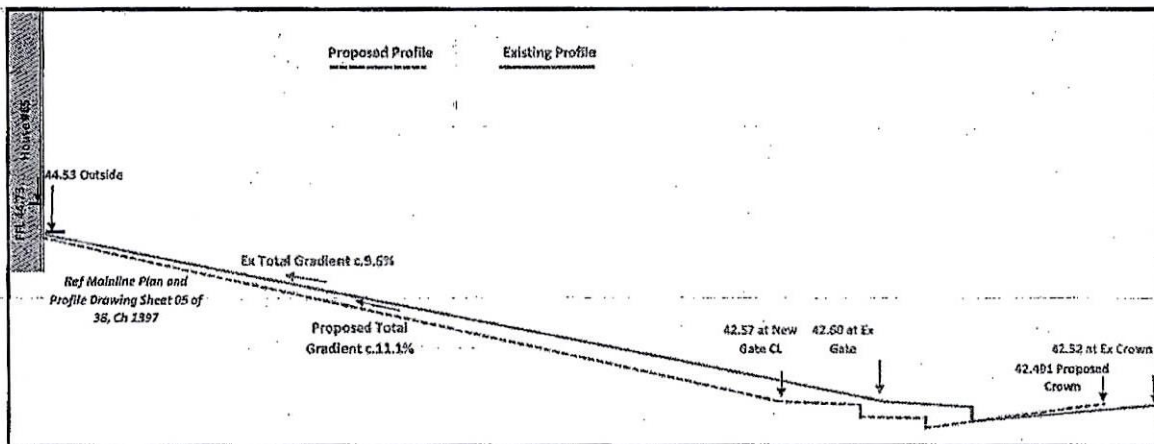 Proposed Profile
Existing Profile
House #85
FFL 44.73
44.53 Outside
Ex Total Gradient c.9.6%
Ref Mainline Plan and
Profile Drawing Sheet 05 of
38, Ch 1397
Proposed Total
Gradient c.11.1%
42.57 at New
Gate CL
42.60 at Ex
Gate
42.52 at Ex Crown
42.491 Proposed
Crown